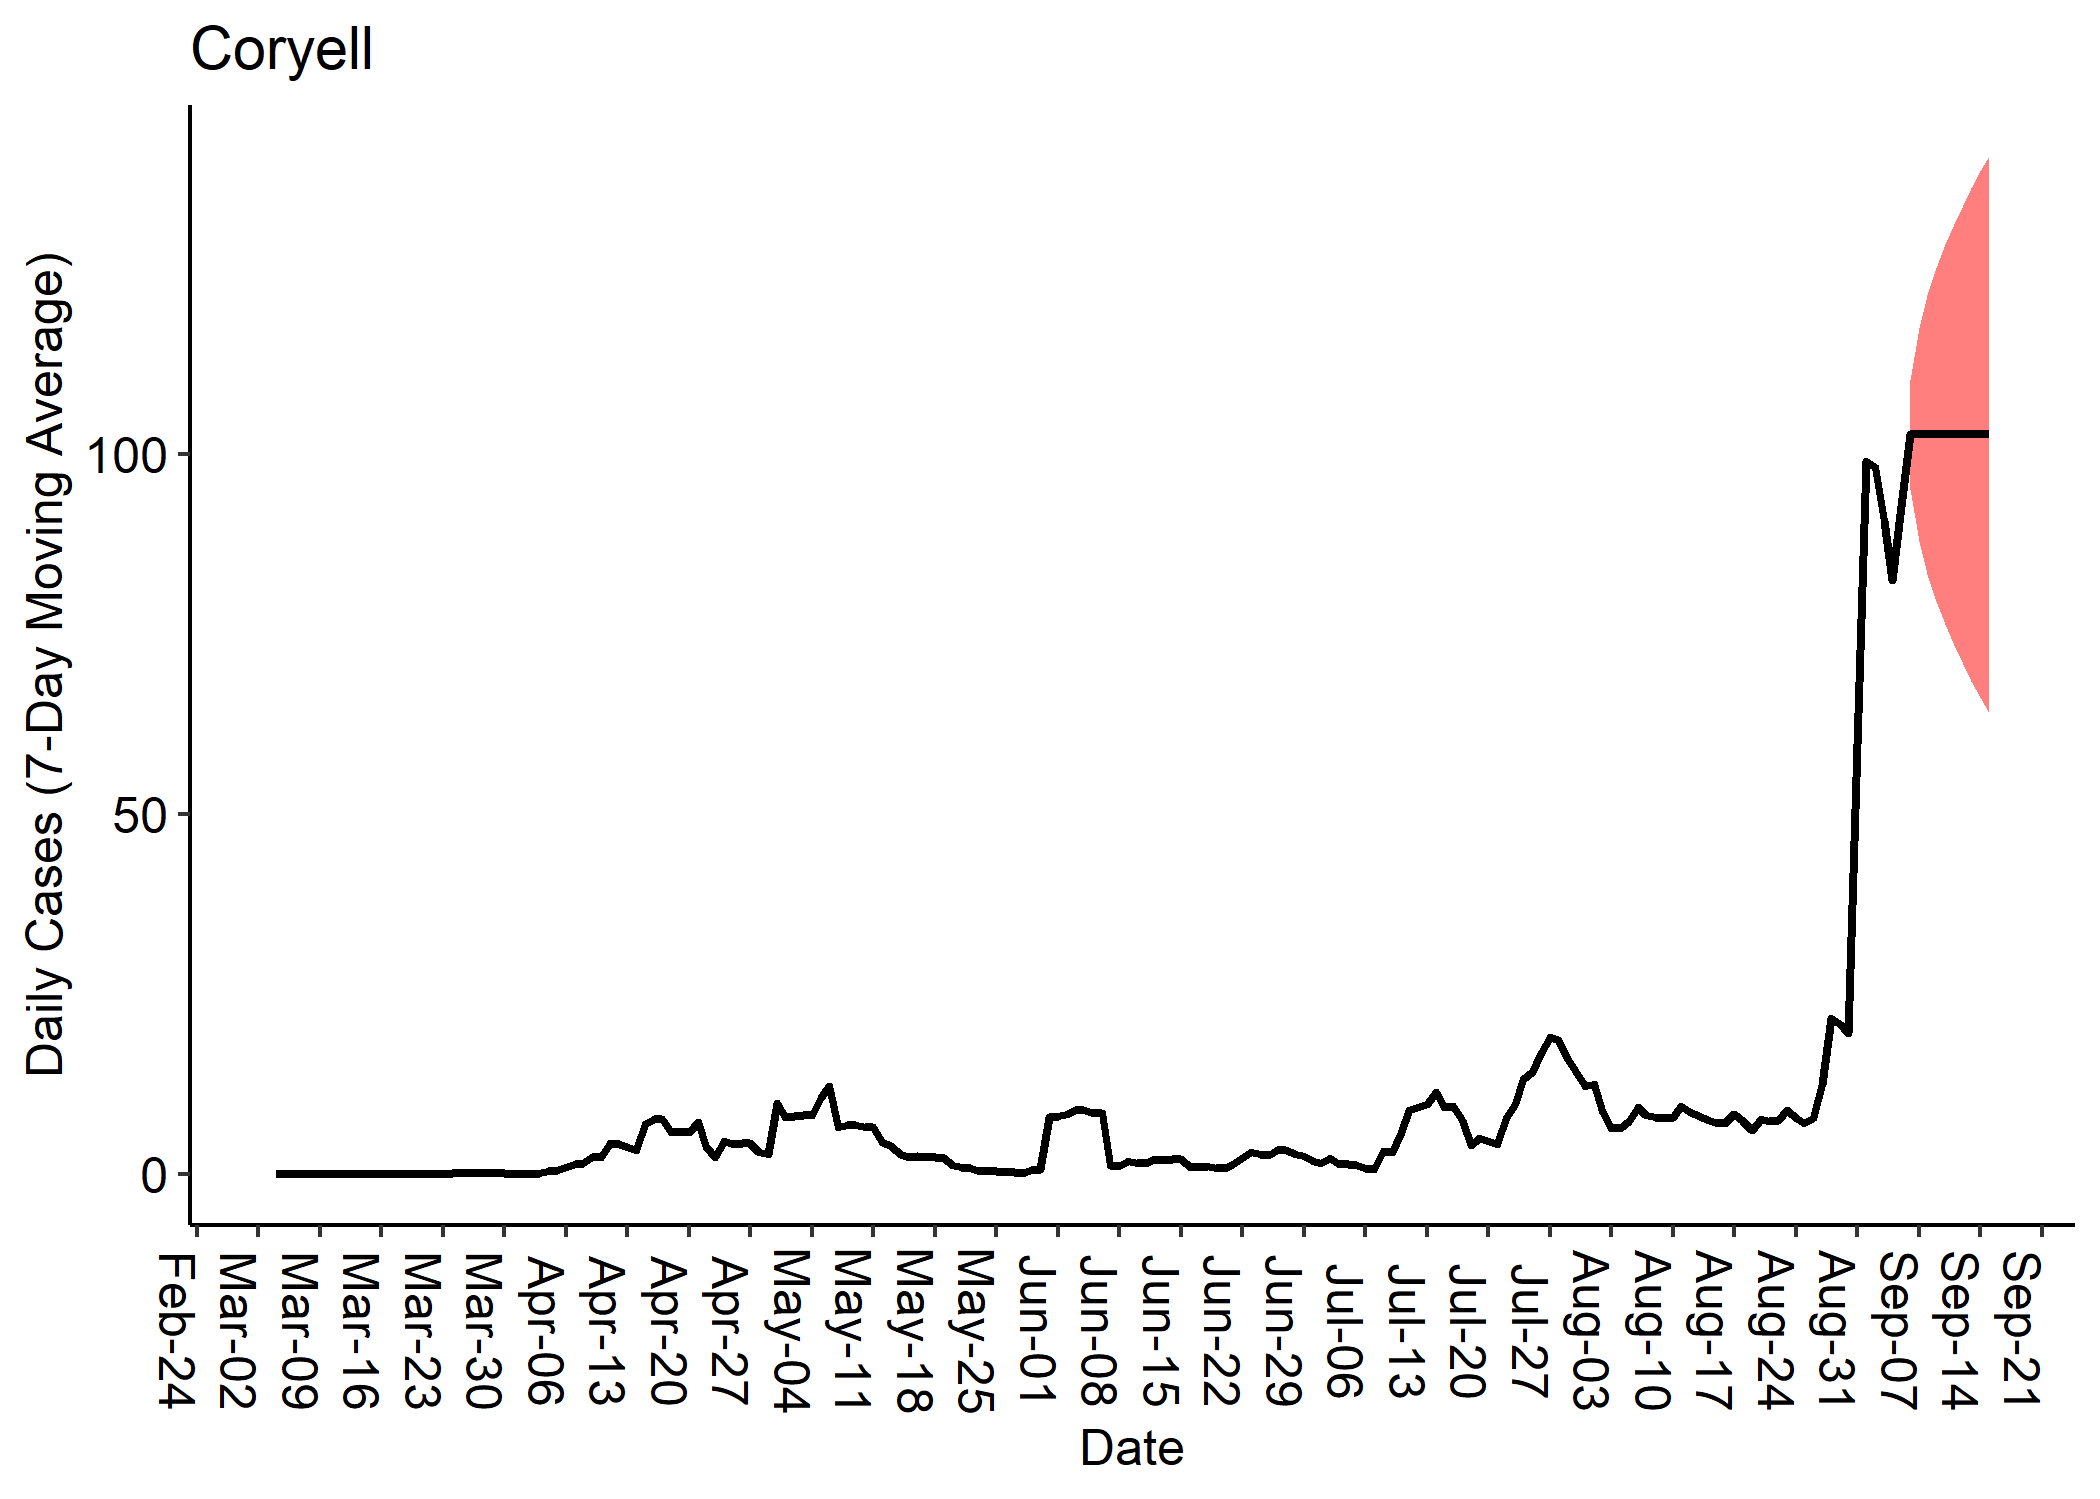 Coryell
Daily Cases (7-Day Moving Average)
100
50
0
Feb-24
Mar-02
Mar-09
Mar-16
Mar-23
Mar-30
Apr-06
Apr-13
Apr-20
Apr-27
May-04
May-11
May-18
May-25
Jun-01
Jun-08
Jun-15
Jun-22
Jun-29
Jul-06
Jul-13
Jul-20
Jul-27
Aug-03
Aug-10
Aug-17
Aug-24
Aug-31
Sep-07
Sep-14
Sep-21
Date